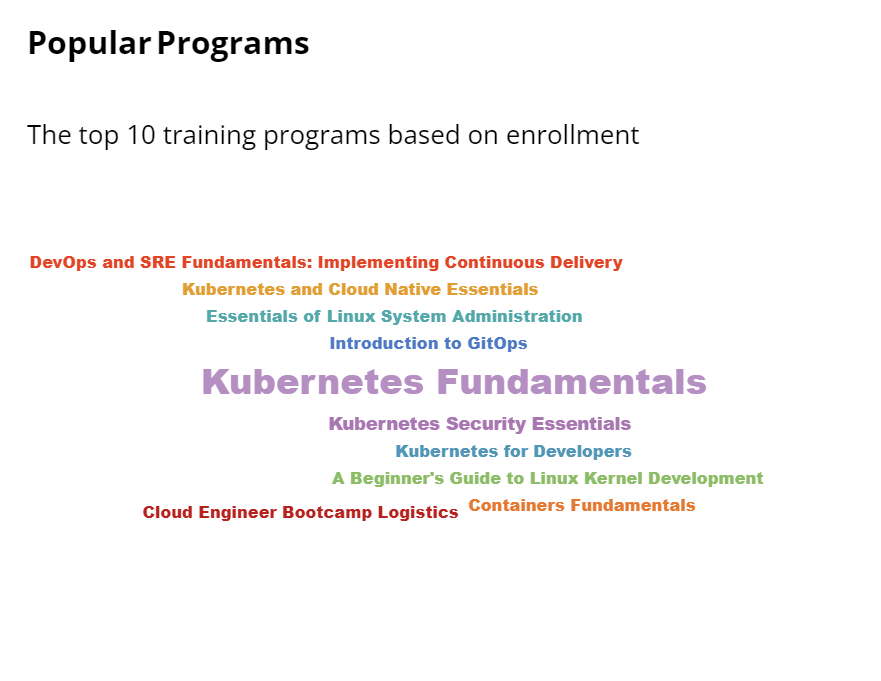 Popular Programs
The top 10 training programs based on enrollment
DevOps and SRE Fundamentals: Implementing Continuous Delivery
Kubernetes and Cloud Native Essentials
Essentials of Linux System Administration
Introduction to GitOps
Kubernetes Fundamentals
Kubernetes Security Essentials
Kubernetes for Developers
A Beginner's Guide to Linux Kernel Development
Containers Fundamentals
Cloud Engineer Bootcamp Logistics